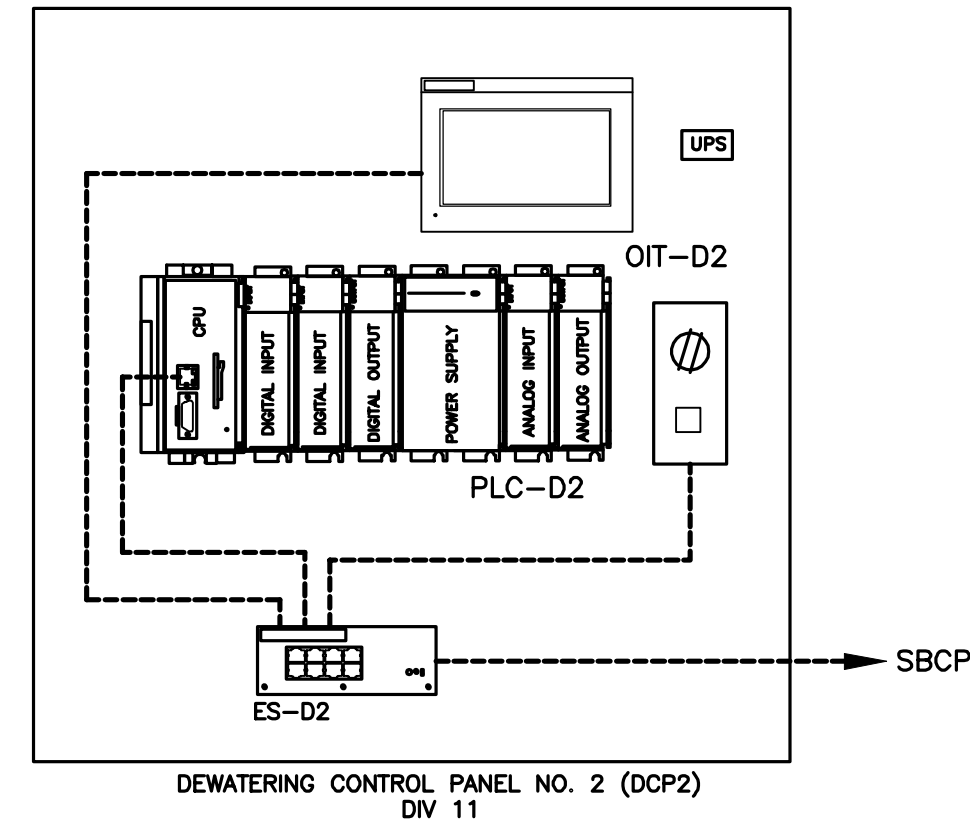 UPS
OIT-D2
CPU
DIGITAL INPUT
DIGITAL INPUT
DIGITAL OUTPUT
POWER SUPPLY
ANALOG INPUT
ANALOG OUTPUT
PLC-D2
SBCP
ES-D2
DEWATERING CONTROL PANEL NO. 2 (DCP2)
DIV 11